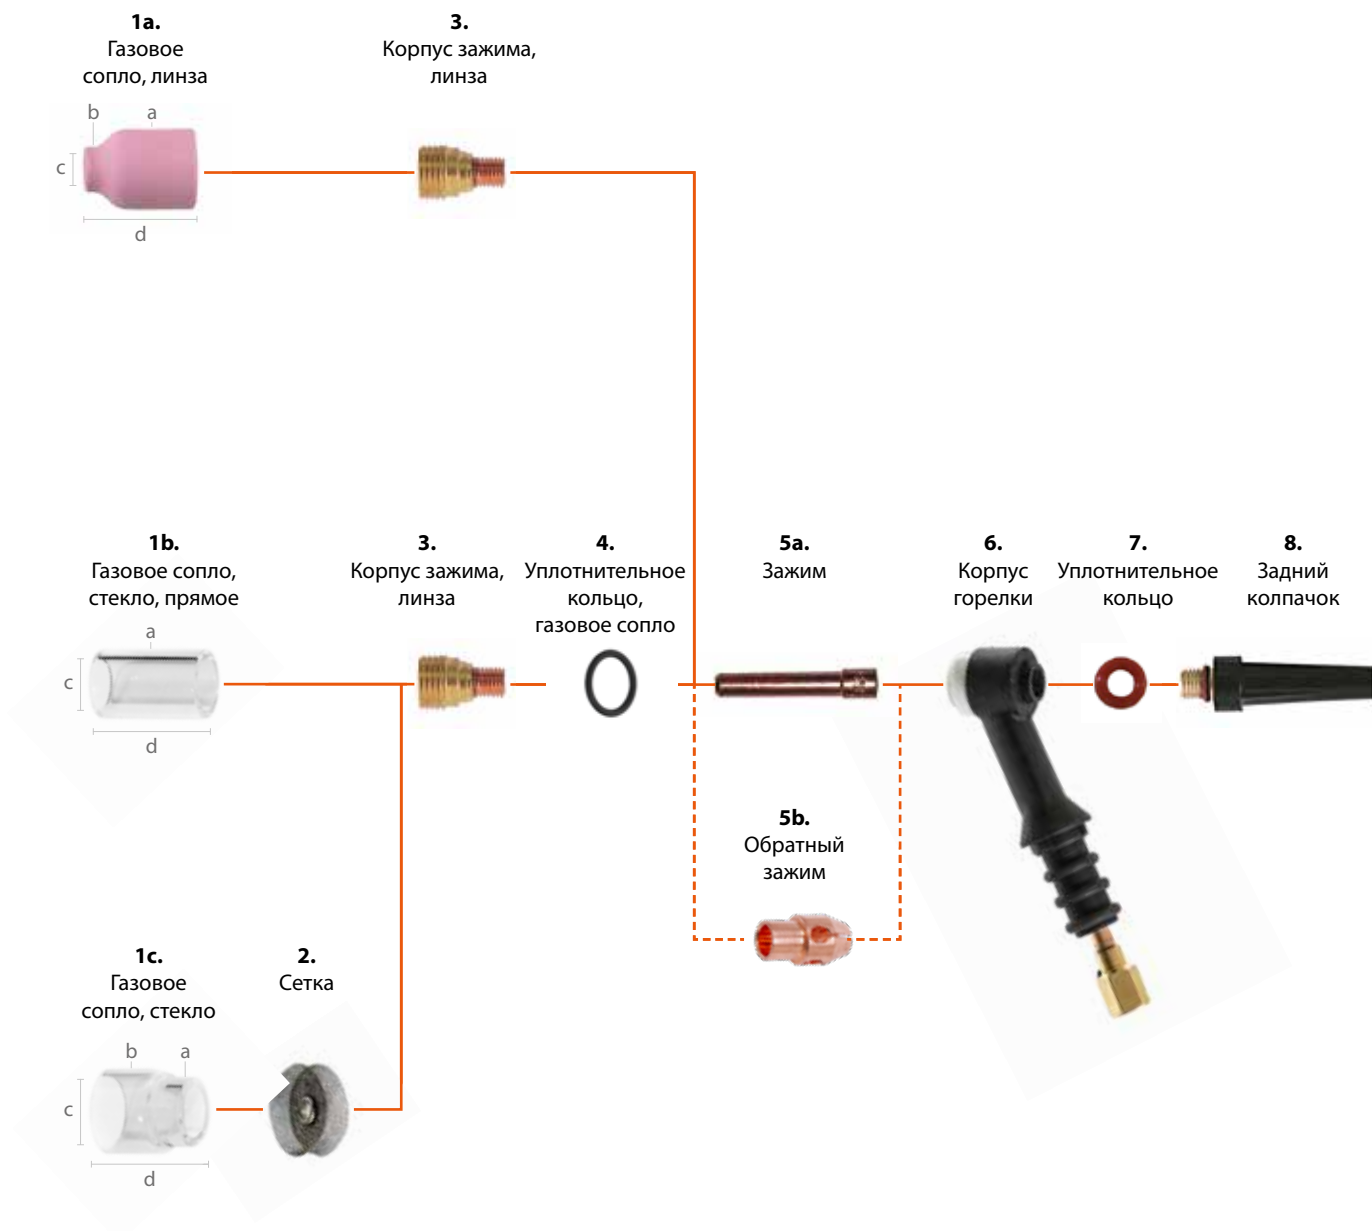 1a.
Газовое
сопло, линза
3.
Корпус зажима,
линза
b
a
c
d
1b.
Газовое сопло,
стекло, прямое
3.
Корпус зажима,
линза
4.
Уплотнительное
кольцо,
газовое сопло
5a.
Зажим
6.
Корпус
горелки
7.
Уплотнительное
кольцо
8.
Задний
колпачок
a
c
d
5b.
Обратный
зажим
1c.
Газовое
сопло, стекло
2.
Сетка
b
a
c
d